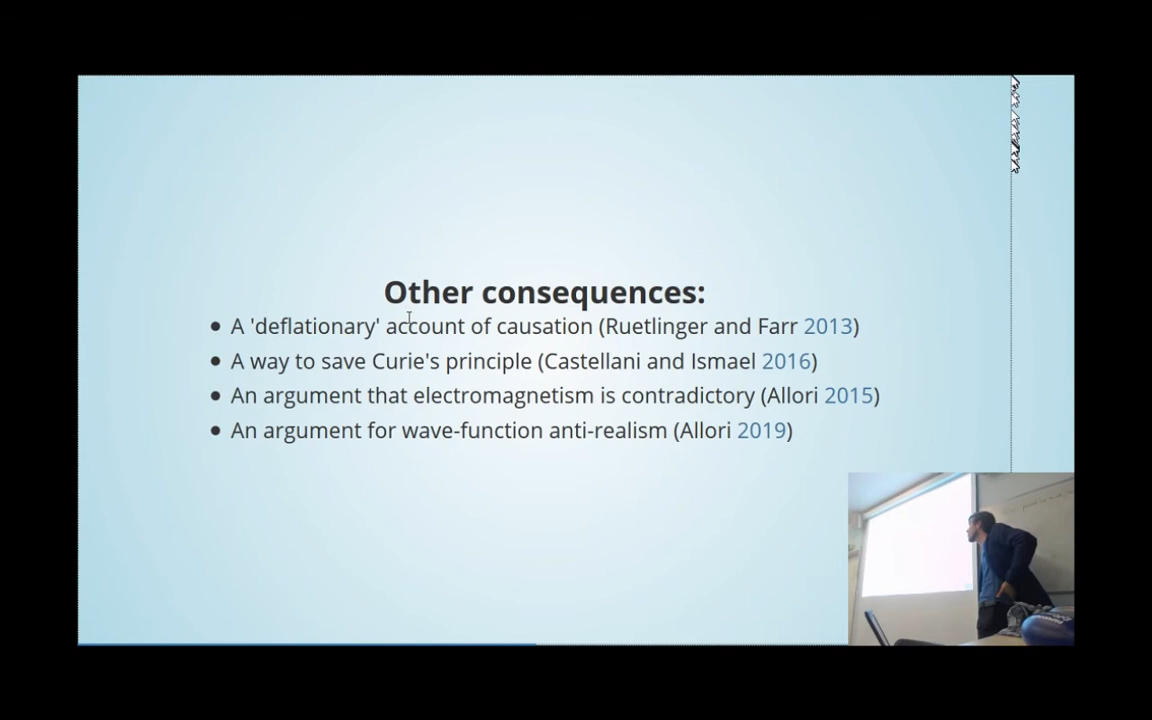 Other consequences:
• A 'deflationary' account of causation (Ruetlinger and Farr 2013)
• A way to save Curie's principle (Castellani and Ismael 2016)
• An argument that electromagnetism is contradictory (Allori 2015)
• An argument for wave-function anti-realism (Allori 2019)